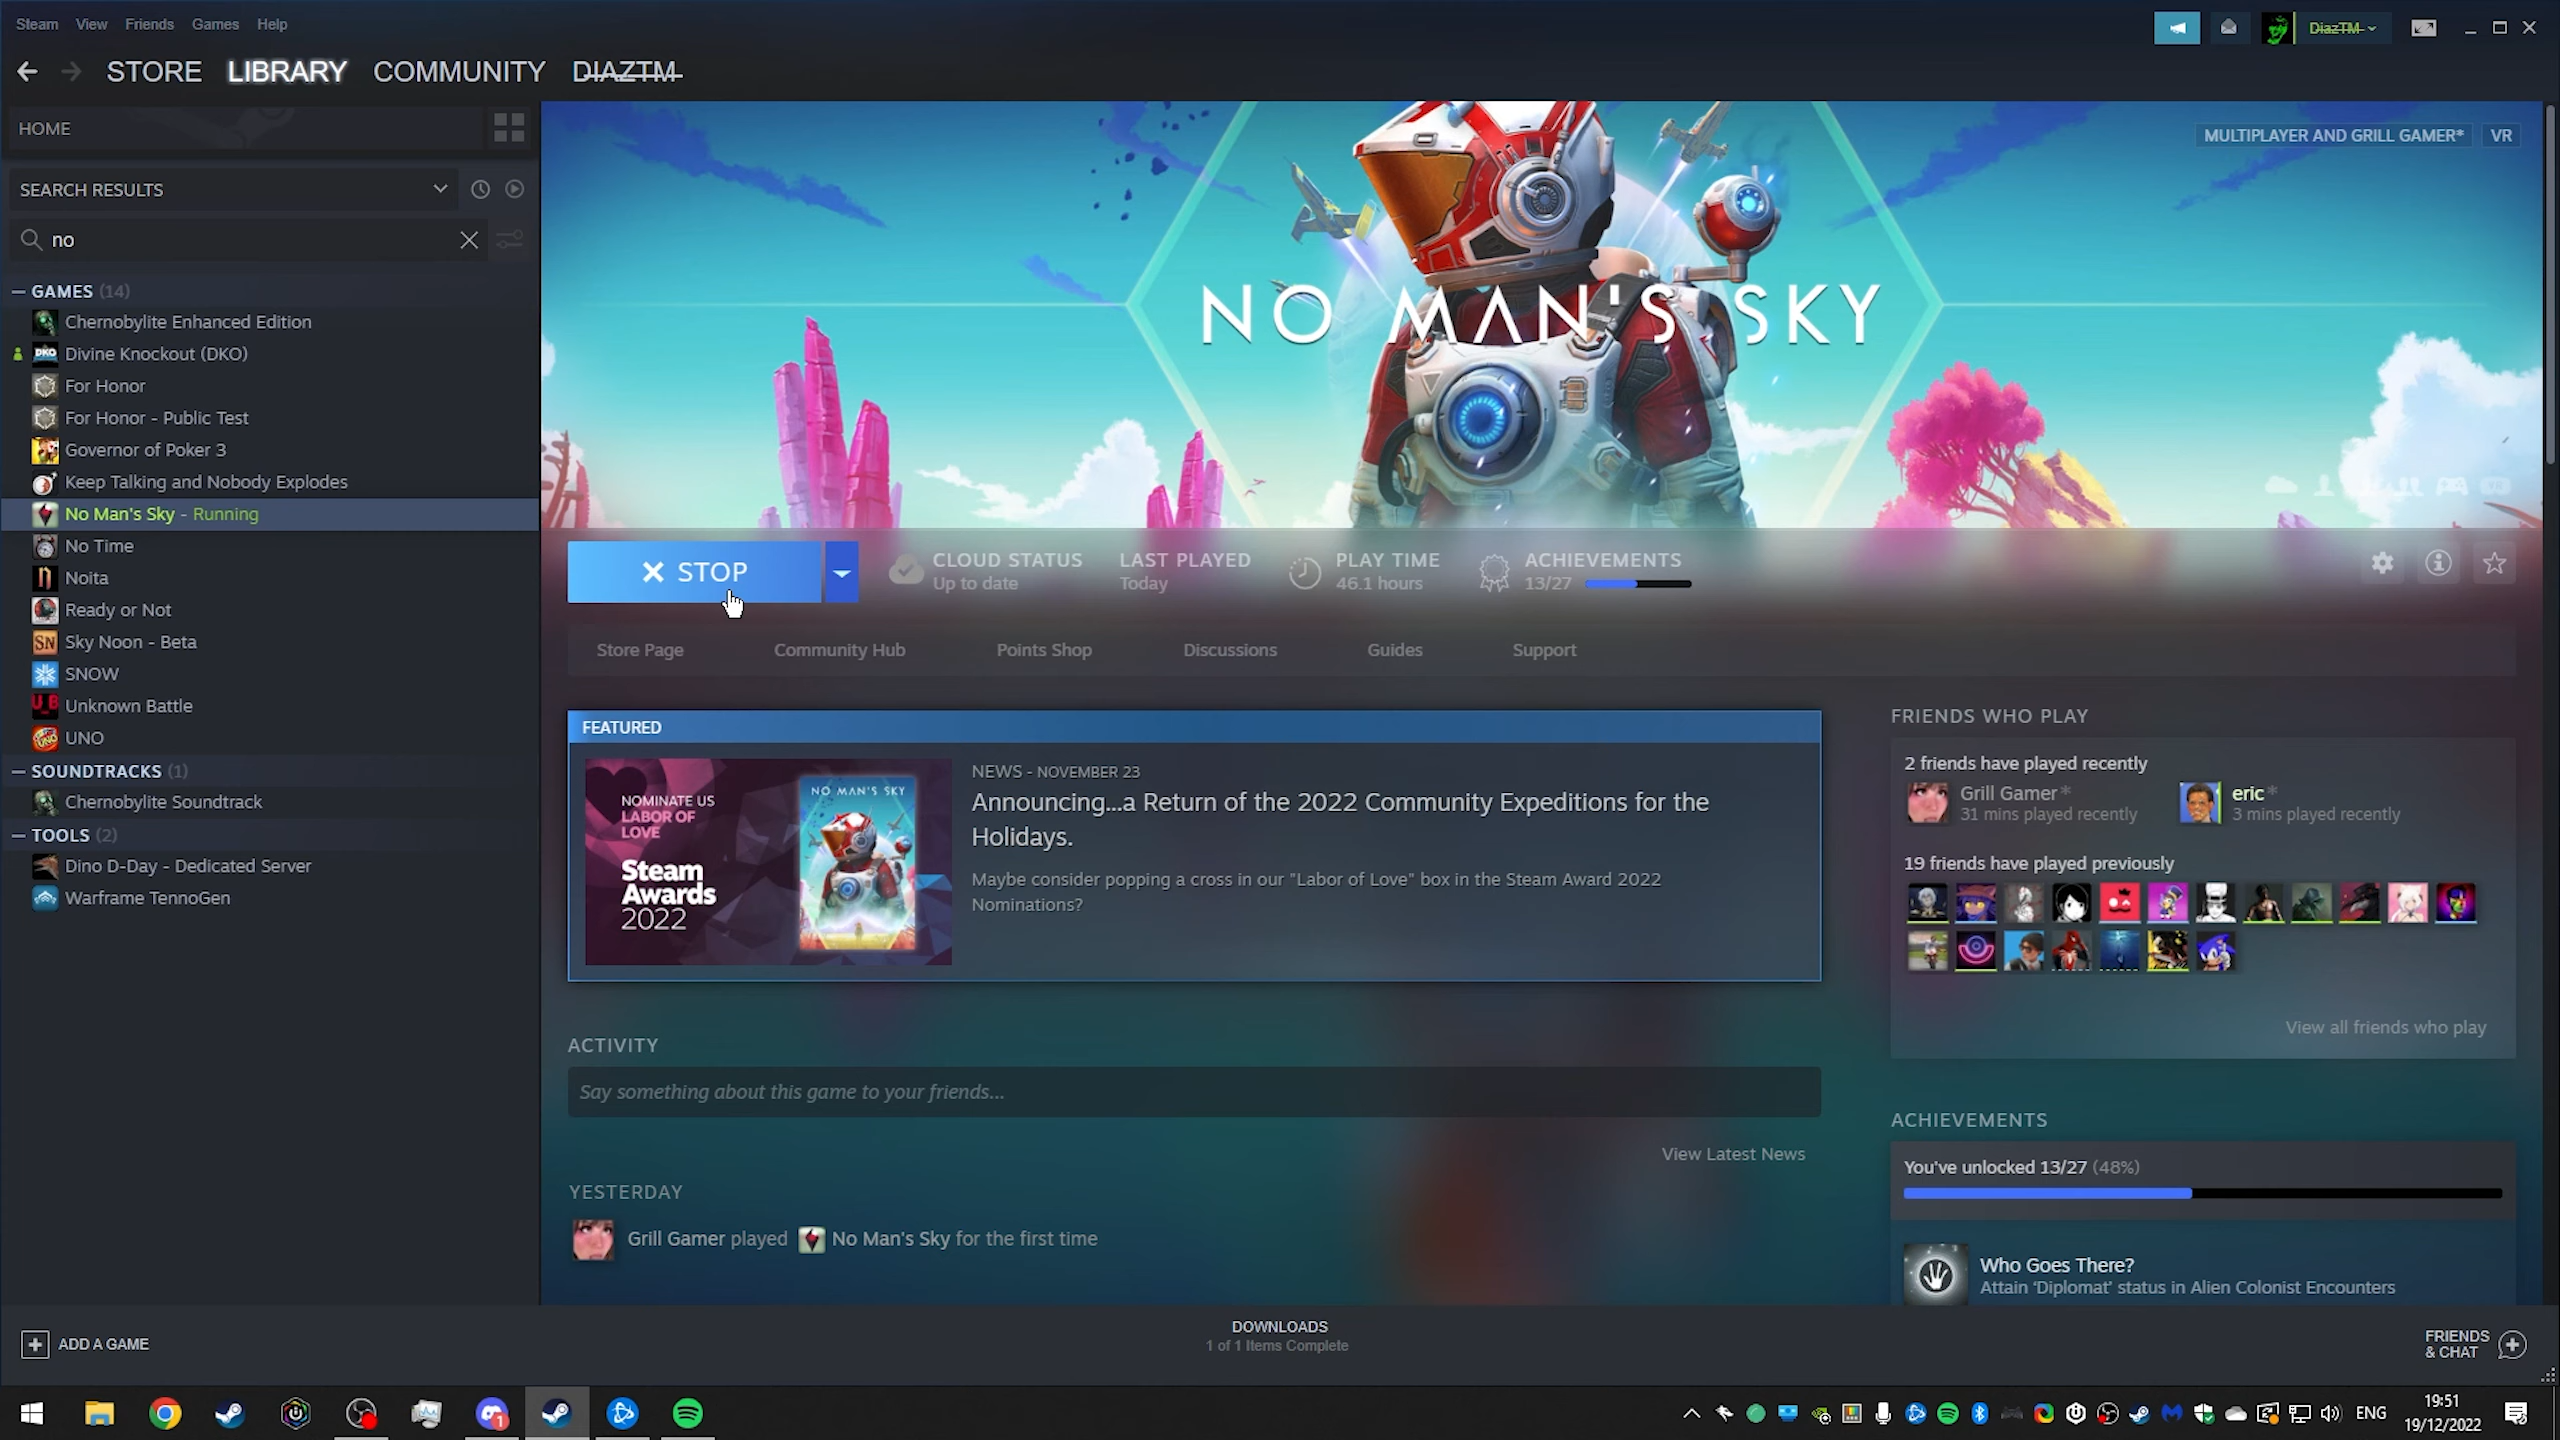 Steam View Friends Games Help
DiazTM
STORE LIBRARY COMMUNITY DIAZTM
HOME
MULTIPLAYER AND GRILL GAMER* VR
SEARCH RESULTS
no
GAMES (14)
Chernobylite Enhanced Edition
DKO Divine Knockout (DKO)
For Honor
For Honor - Public Test
Governor of Poker 3
Keep Talking and Nobody Explodes
No Man's Sky - Running
No Time
Noita
Ready or Not
SN Sky Noon - Beta
SNOW
U_B Unknown Battle
UNO UNO
SOUNDTRACKS (1)
Chernobylite Soundtrack
TOOLS (2)
Dino D-Day - Dedicated Server
Warframe TennoGen
NO MAN'S SKY
STOP
CLOUD STATUS
Up to date
LAST PLAYED
Today
PLAY TIME
46.1 hours
ACHIEVEMENTS
13/27
Store Page Community Hub Points Shop Discussions Guides Support
FEATURED
NOMINATE US
LABOR OF
LOVE
Steam
Awards
2022
NO MAN'S SKY
NEWS - NOVEMBER 23
Announcing...a Return of the 2022 Community Expeditions for the
Holidays.
Maybe consider popping a cross in our "Labor of Love" box in the Steam Award 2022
Nominations?
FRIENDS WHO PLAY
2 friends have played recently
Grill Gamer*
31 mins played recently
eric*
3 mins played recently
19 friends have played previously
View all friends who play
ACTIVITY
Say something about this game to your friends...
View Latest News
YESTERDAY
Grill Gamer played No Man's Sky for the first time
ACHIEVEMENTS
You've unlocked 13/27 (48%)
Who Goes There?
Attain 'Diplomat' status in Alien Colonist Encounters
ADD A GAME
DOWNLOADS
1 of 1 Items Complete
FRIENDS
& CHAT
1
ENG
19:51
19/12/2022